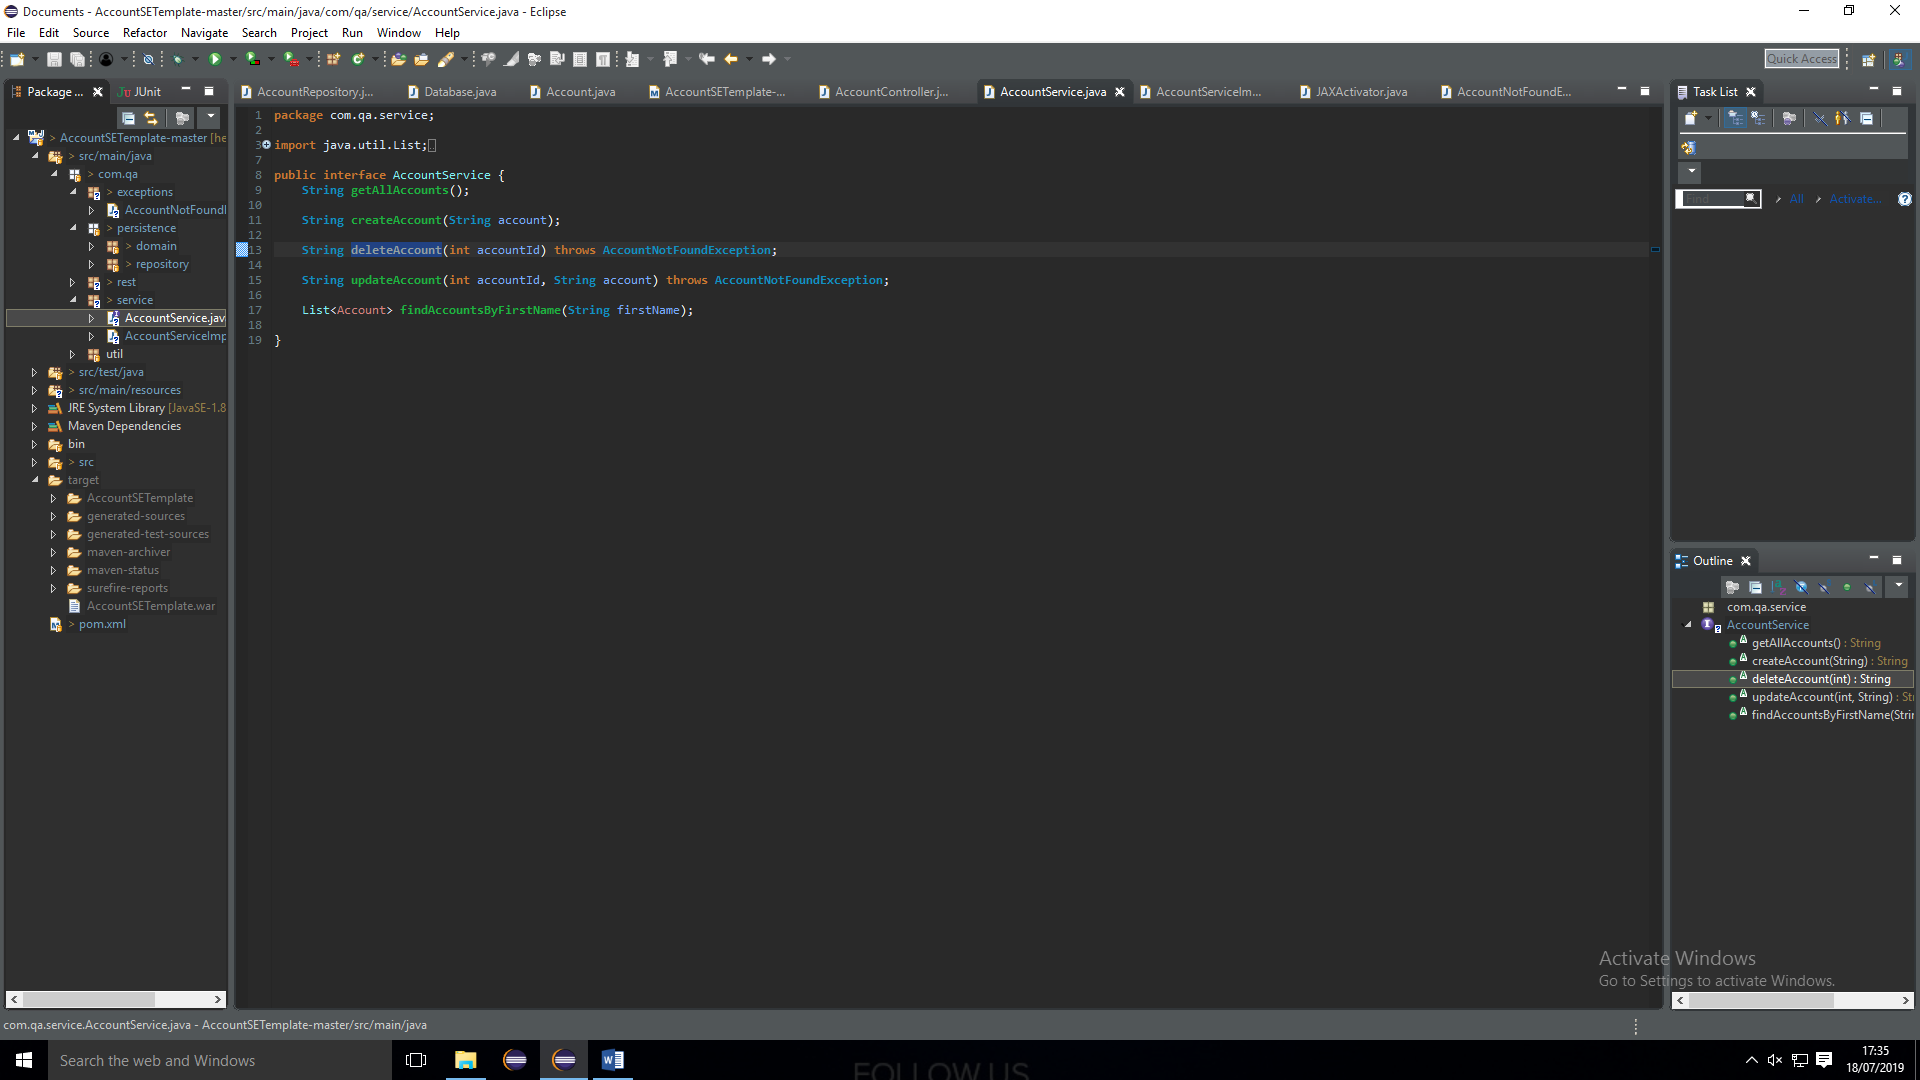 Documents - AccountSETemplate-master/src/main/java/com/qa/service/AccountService.java - Eclipse
File Edit Source Refactor Navigate Search Project Run Window Help
Quick Access
Package ... JUnit
AccountRepository.j... Database.java Account.java AccountSETemplate-... AccountController.j... AccountService.java AccountServiceIm... JAXActivator.java AccountNotFoundE...
Task List
> AccountSETemplate-master [he
> src/main/java
> com.qa
> exceptions
AccountNotFoundI
> persistence
> domain
> repository
> rest
> service
AccountService.jav
AccountServiceImp
util
> src/test/java
> src/main/resources
JRE System Library [JavaSE-1.8
Maven Dependencies
bin
> src
target
AccountSETemplate
generated-sources
generated-test-sources
maven-archiver
maven-status
surefire-reports
AccountSETemplate.war
> pom.xml
1 package com.qa.service;
2
3 import java.util.List;
7
8 public interface AccountService {
9 String getAllAccounts();
10
11 String createAccount(String account);
12
13 String deleteAccount(int accountId) throws AccountNotFoundException;
14
15 String updateAccount(int accountId, String account) throws AccountNotFoundException;
16
17 List<Account> findAccountsByFirstName(String firstName);
18
19 }
Find All Activate...
Outline
com.qa.service
AccountService
getAllAccounts() : String
createAccount(String) : String
deleteAccount(int) : String
updateAccount(int, String) : St
findAccountsByFirstName(Strin
Activate Windows
Go to Settings to activate Windows.
com.qa.service.AccountService.java - AccountSETemplate-master/src/main/java
Search the web and Windows
FOLLOW US
17:35
18/07/2019